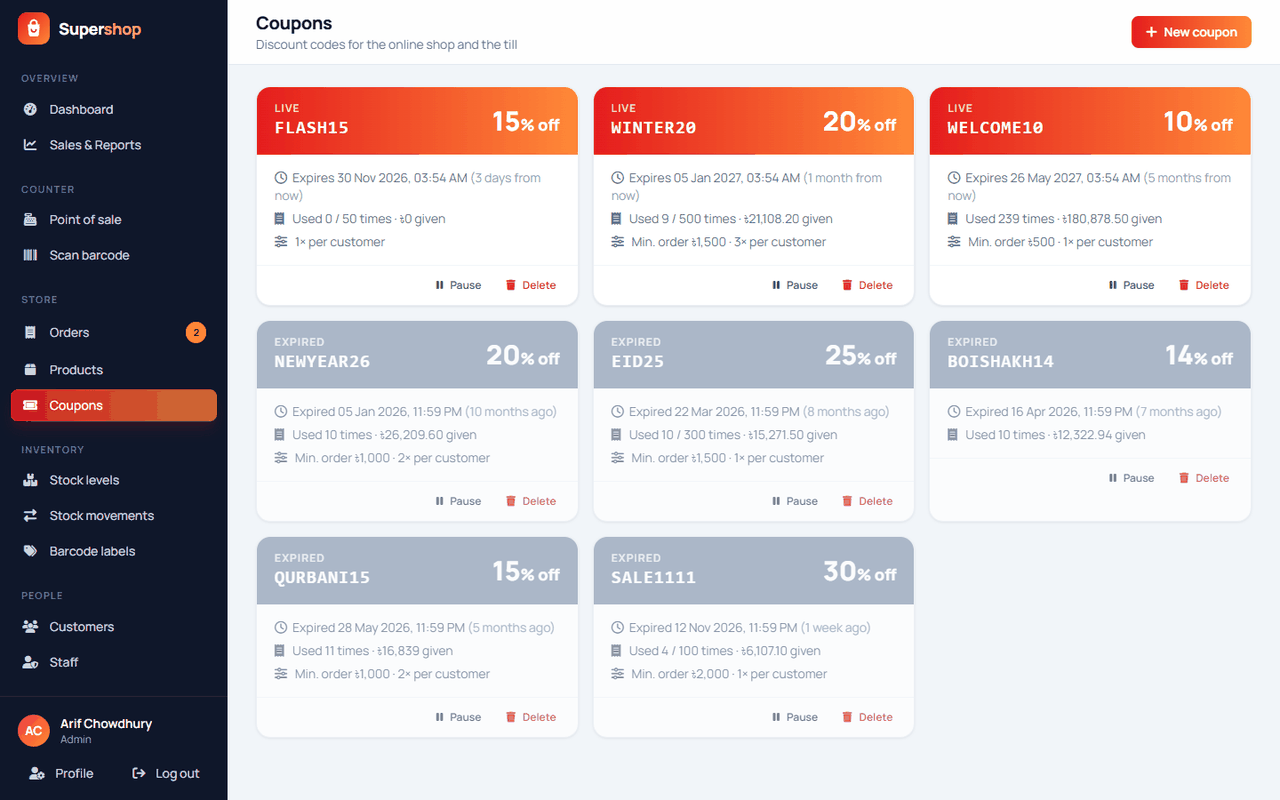 Supershop
OVERVIEW
Dashboard
Sales & Reports
COUNTER
Point of sale
Scan barcode
STORE
Orders 2
Products
Coupons
INVENTORY
Stock levels
Stock movements
Barcode labels
PEOPLE
Customers
Staff
AC Arif Chowdhury
Admin
Profile Log out
Coupons
Discount codes for the online shop and the till
+ New coupon
LIVE
FLASH15 15% off
Expires 30 Nov 2026, 03:54 AM (3 days from
now)
Used 0 / 50 times · ৳0 given
1× per customer
Pause Delete
LIVE
WINTER20 20% off
Expires 05 Jan 2027, 03:54 AM (1 month from
now)
Used 9 / 500 times · ৳21,108.20 given
Min. order ৳1,500 · 3× per customer
Pause Delete
LIVE
WELCOME10 10% off
Expires 26 May 2027, 03:54 AM (5 months from
now)
Used 239 times · ৳180,878.50 given
Min. order ৳500 · 1× per customer
Pause Delete
EXPIRED
NEWYEAR26 20% off
Expired 05 Jan 2026, 11:59 PM (10 months ago)
Used 10 times · ৳26,209.60 given
Min. order ৳1,000 · 2× per customer
Pause Delete
EXPIRED
EID25 25% off
Expired 22 Mar 2026, 11:59 PM (8 months ago)
Used 10 / 300 times · ৳15,271.50 given
Min. order ৳1,500 · 1× per customer
Pause Delete
EXPIRED
BOISHAKH14 14% off
Expired 16 Apr 2026, 11:59 PM (7 months ago)
Used 10 times · ৳12,322.94 given
Pause Delete
EXPIRED
QURBANI15 15% off
Expired 28 May 2026, 11:59 PM (5 months ago)
Used 11 times · ৳16,839 given
Min. order ৳1,000 · 2× per customer
Pause Delete
EXPIRED
SALE1111 30% off
Expired 12 Nov 2026, 11:59 PM (1 week ago)
Used 4 / 100 times · ৳6,107.10 given
Min. order ৳2,000 · 1× per customer
Pause Delete